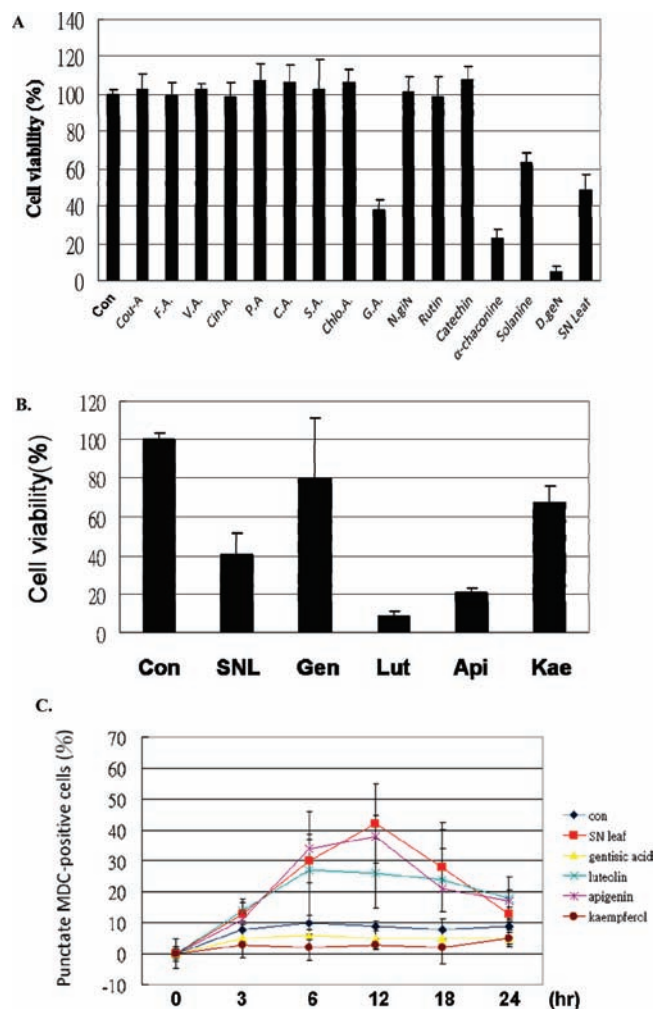 A
Cell viability (%)
120
100
80
60
40
20
0
Con
Cou-A
F.A.
V.A.
Cin.A.
P.A
C.A.
S.A.
Chlo.A.
G.A.
N.giN
Rutin
Catechin
α-chaconine
Solanine
D.geN
SN Leaf
B.
Cell viability(%)
120
100
80
60
40
20
0
Con SNL Gen Lut Api Kae
C.
Punctate MDC-positive cells (%)
70
60
50
40
30
20
10
0
-10
0 3 6 12 18 24 (hr)
con
SN leaf
gentisic acid
luteolin
apigenin
kaempferol